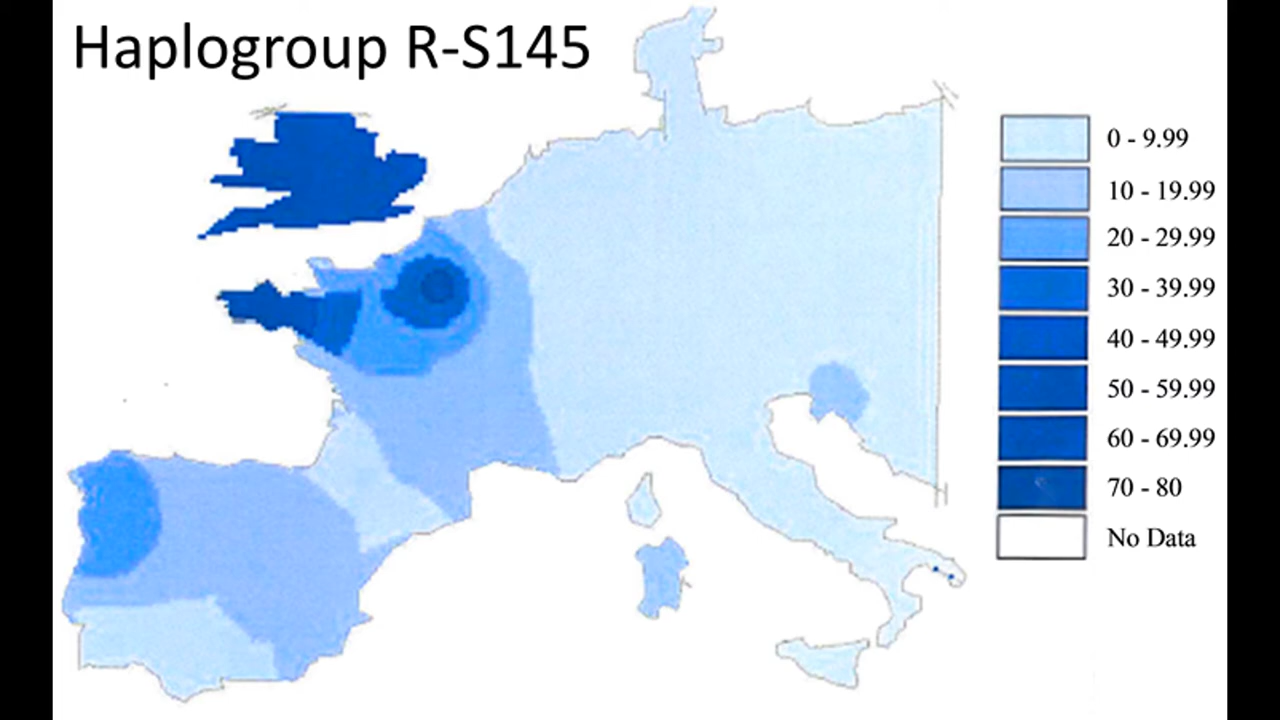 Haplogroup R-S145
0 - 9.99
10 - 19.99
20 - 29.99
30 - 39.99
40 - 49.99
50 - 59.99
60 - 69.99
70 - 80
No Data